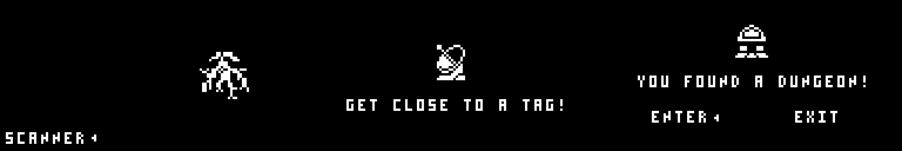 SCANNER
GET CLOSE TO A TAG!
YOU FOUND A DUNGEON!
ENTER EXIT